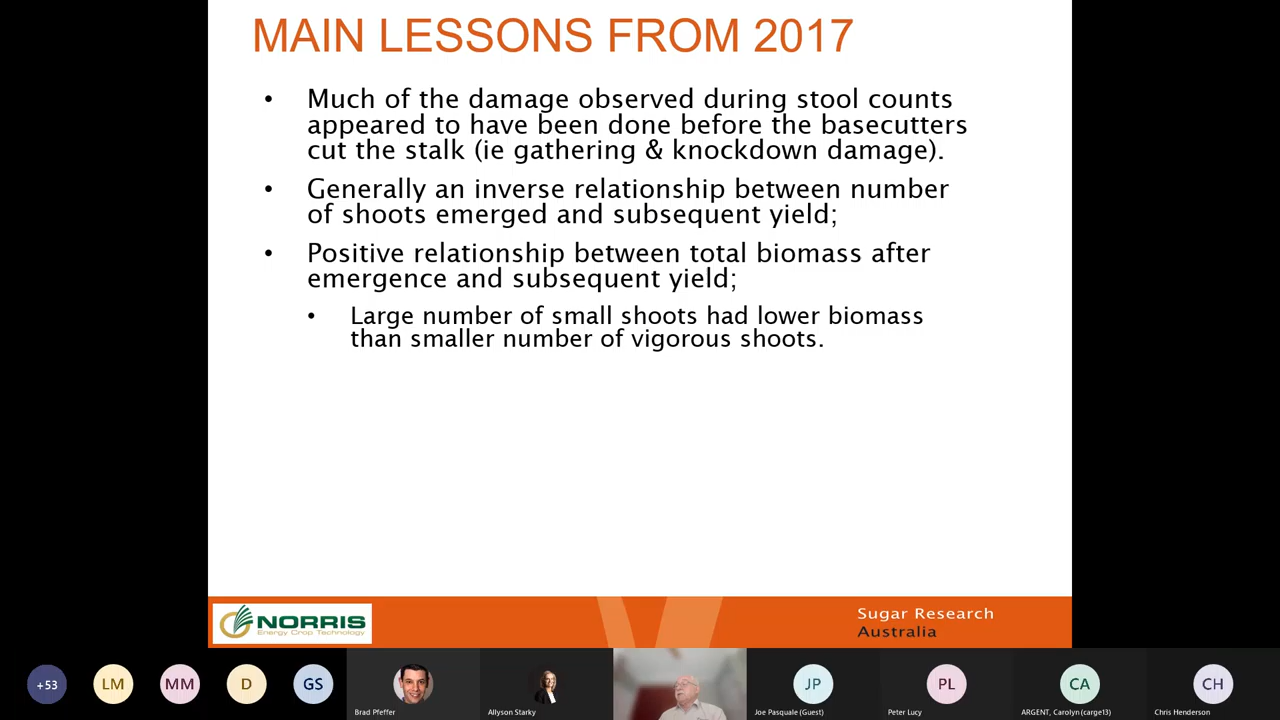 MAIN LESSONS FROM 2017
• Much of the damage observed during stool counts
appeared to have been done before the basecutters
cut the stalk (ie gathering & knockdown damage).
• Generally an inverse relationship between number
of shoots emerged and subsequent yield;
• Positive relationship between total biomass after
emergence and subsequent yield;
• Large number of small shoots had lower biomass
than smaller number of vigorous shoots.
NORRIS
Energy Crop Technology
Sugar Research
Australia
+53
LM
MM
D
GS
JP
PL
CA
CH
Brad Pfeffer
Allyson Starky
Joe Pasquale (Guest)
Peter Lucy
ARGENT, Carolyn (carge13)
Chris Henderson